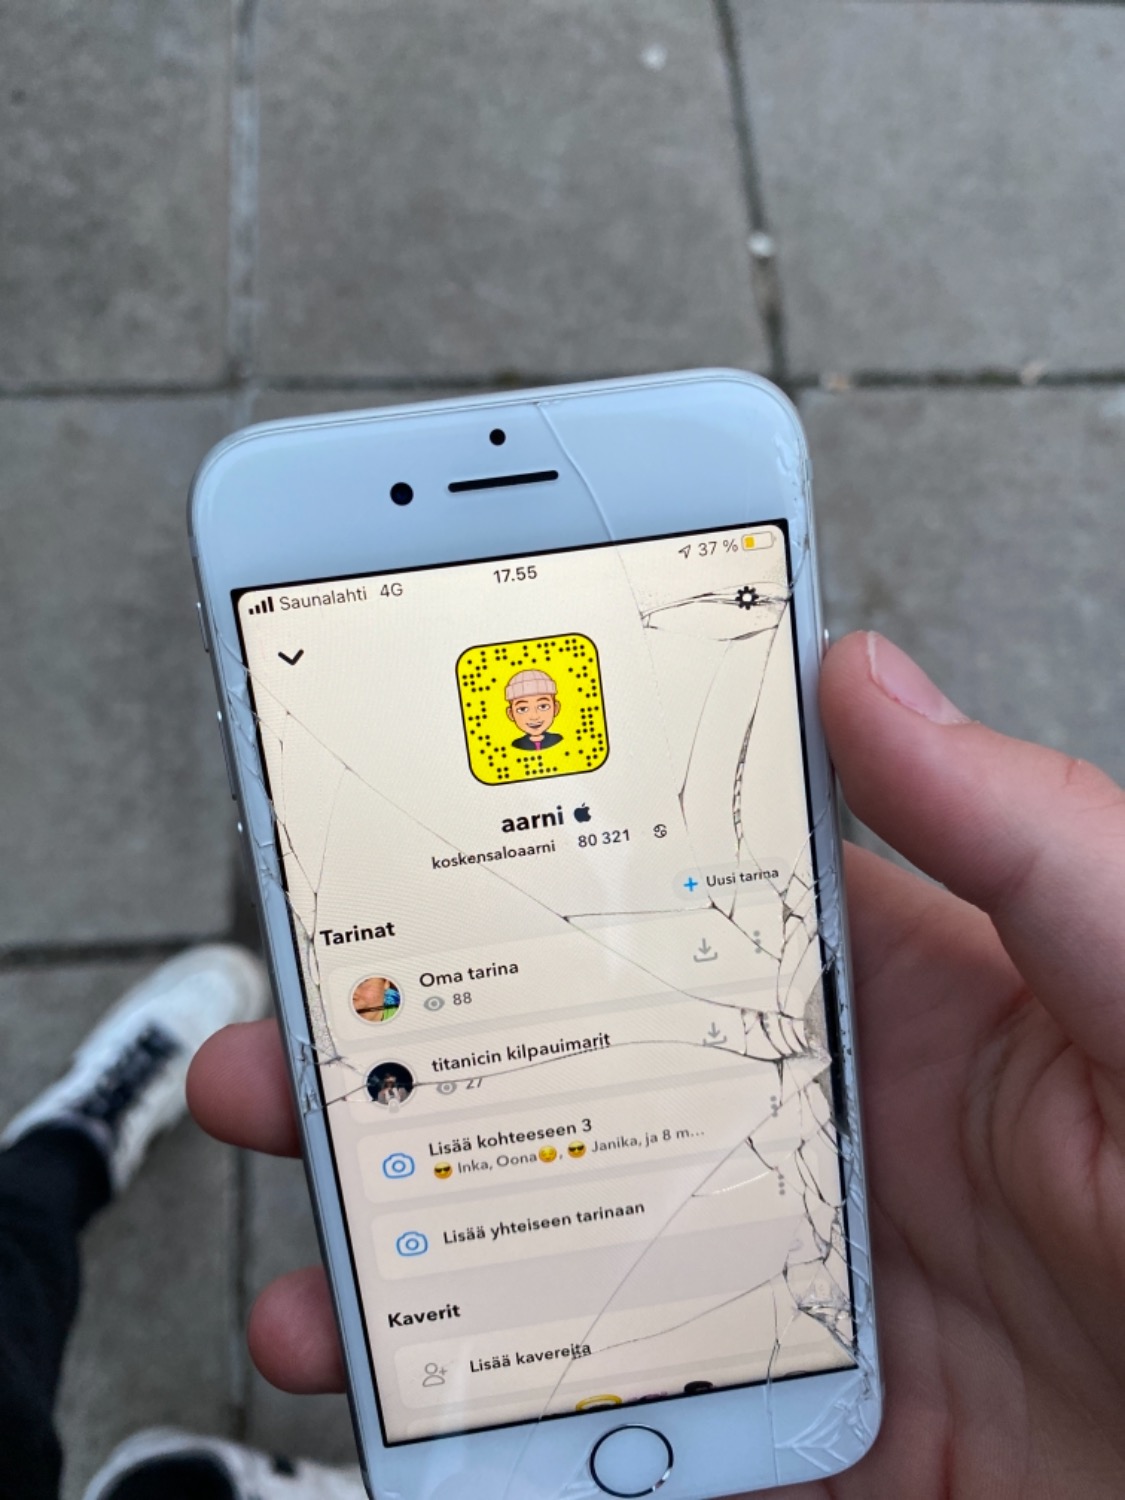 Saunalahti 4G
17.55
37 %
aarni
koskensaloaarni 80 321
+ Uusi tarina
Tarinat
Oma tarina
88
titanicin kilpauimarit
27
Lisää kohteeseen 3
😎 Inka, Oona😏, 😎 Janika, ja 8 m...
Lisää yhteiseen tarinaan
Kaverit
Lisää kavereita